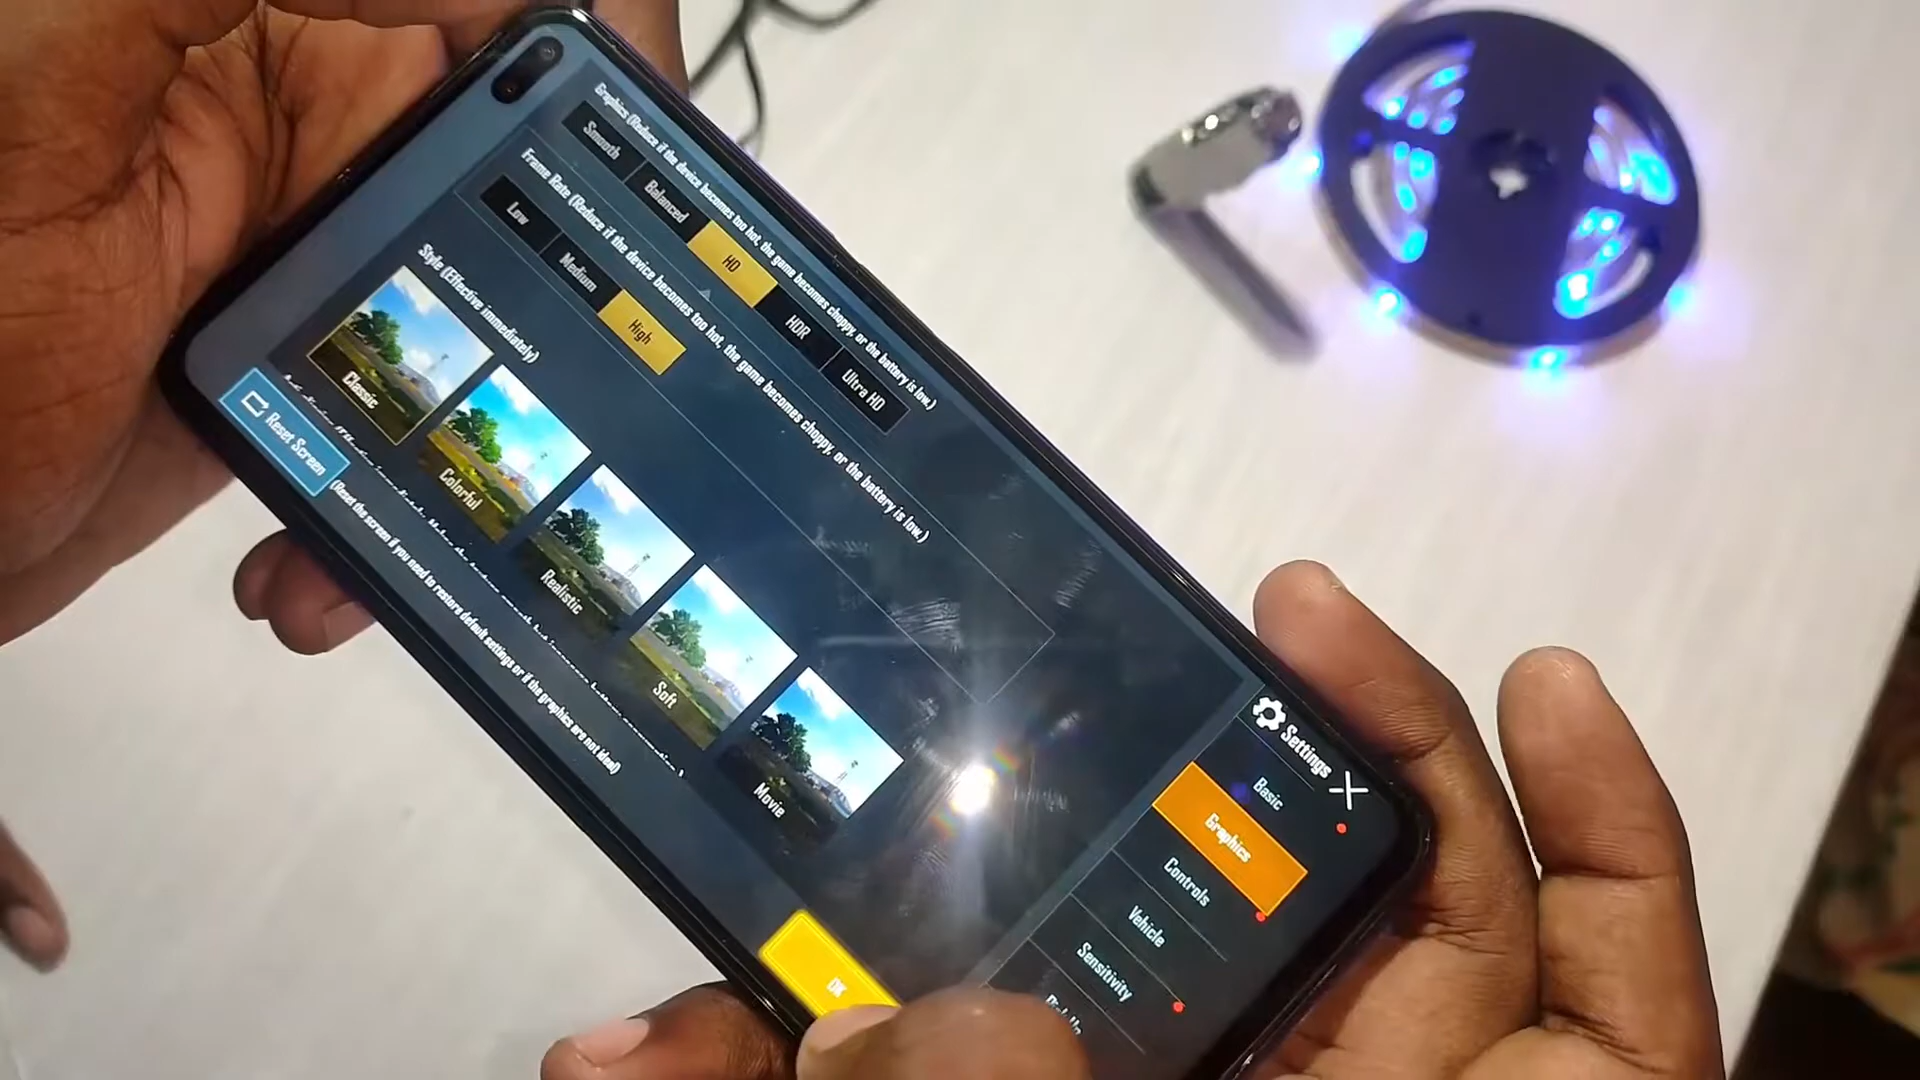 Graphics (Reduce if the device becomes too hot, the game becomes choppy, or the battery is low.)
Smooth
Balanced
HD
HDR
Ultra HD
Frame Rate (Reduce if the device becomes too hot, the game becomes choppy, or the battery is low.)
Low
Medium
High
Style (Effective immediately)
Classic
Colorful
Realistic
Soft
Movie
Reset Screen
(Reset the screen if you need to restore default settings or if the graphics are not ideal)
OK
Settings
Basic
Graphics
Controls
Vehicle
Sensitivity